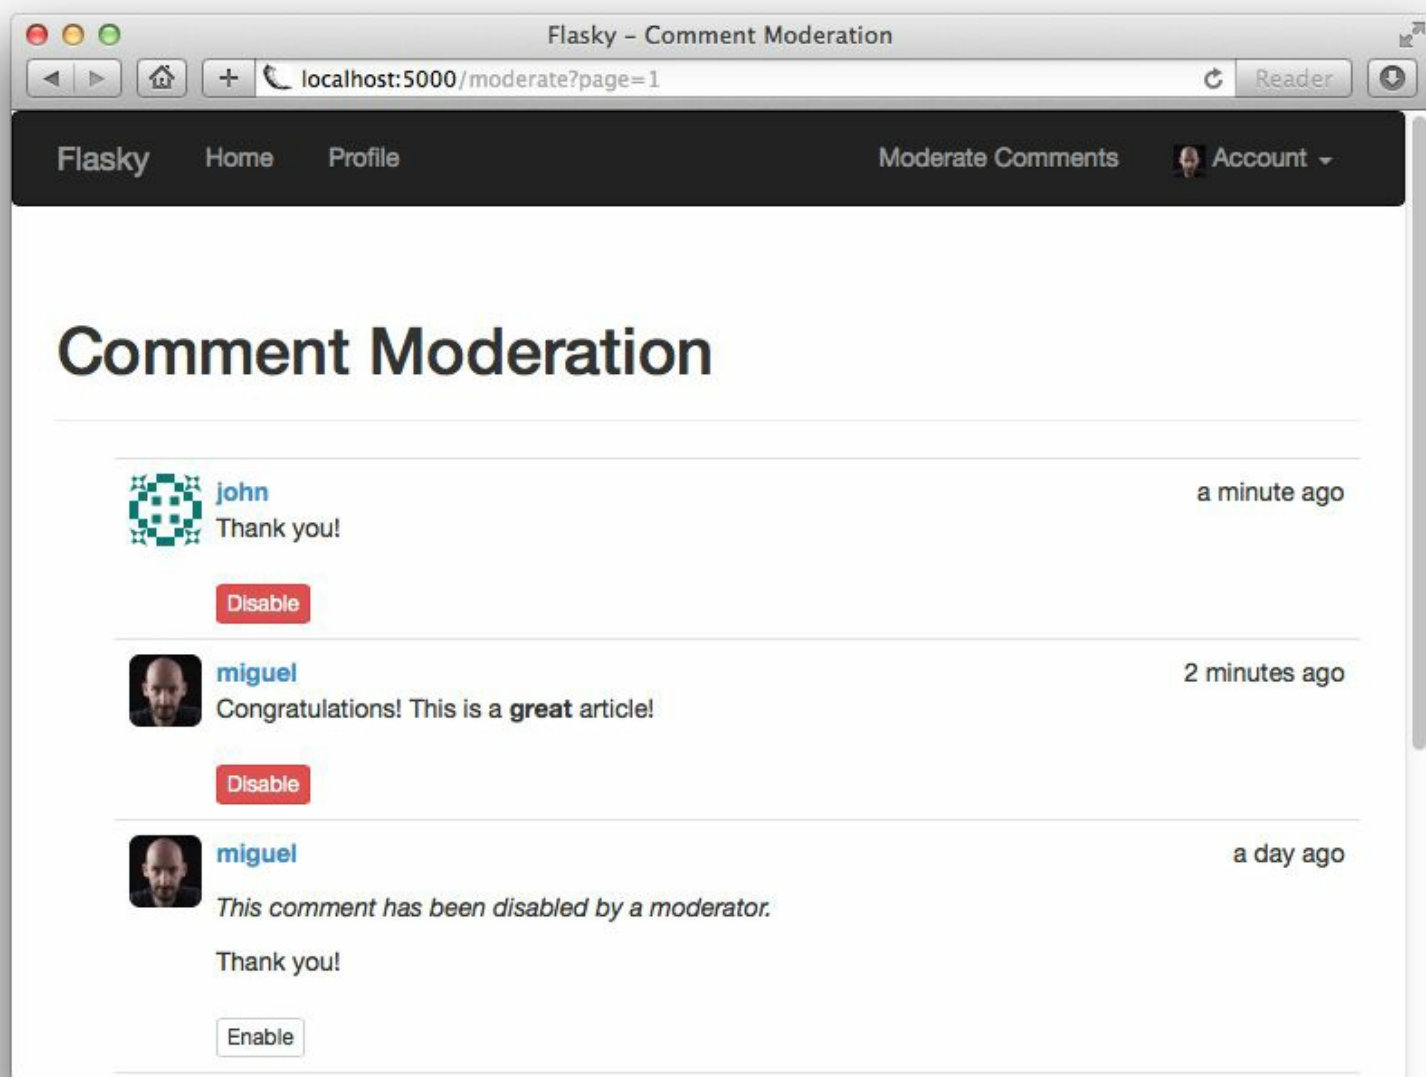 Flasky – Comment Moderation
localhost:5000/moderate?page=1 Reader
Flasky Home Profile Moderate Comments Account
Comment Moderation
john a minute ago
Thank you!
Disable
miguel 2 minutes ago
Congratulations! This is a great article!
Disable
miguel a day ago
This comment has been disabled by a moderator.
Thank you!
Enable